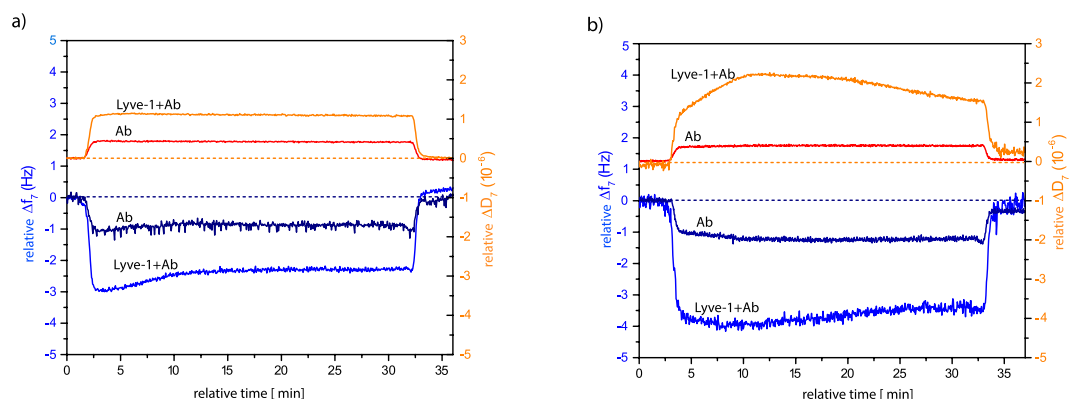 a)
5
4
3
2
1
0
-1
-2
-3
-4
-5
relative Δf₇ (Hz)
Lyve-1+Ab
Ab
Ab
Lyve-1+Ab
3
2
1
0
-1
-2
-3
-4
-5
relative ΔD₇ (10⁻⁶)
0 5 10 15 20 25 30 35
relative time [ min]
b)
5
4
3
2
1
0
-1
-2
-3
-4
-5
relative Δf₇ (Hz)
Lyve-1+Ab
Ab
Ab
Lyve-1+Ab
3
2
1
0
-1
-2
-3
-4
-5
relative ΔD₇ (10⁻⁶)
0 5 10 15 20 25 30 35
relative time [ min]